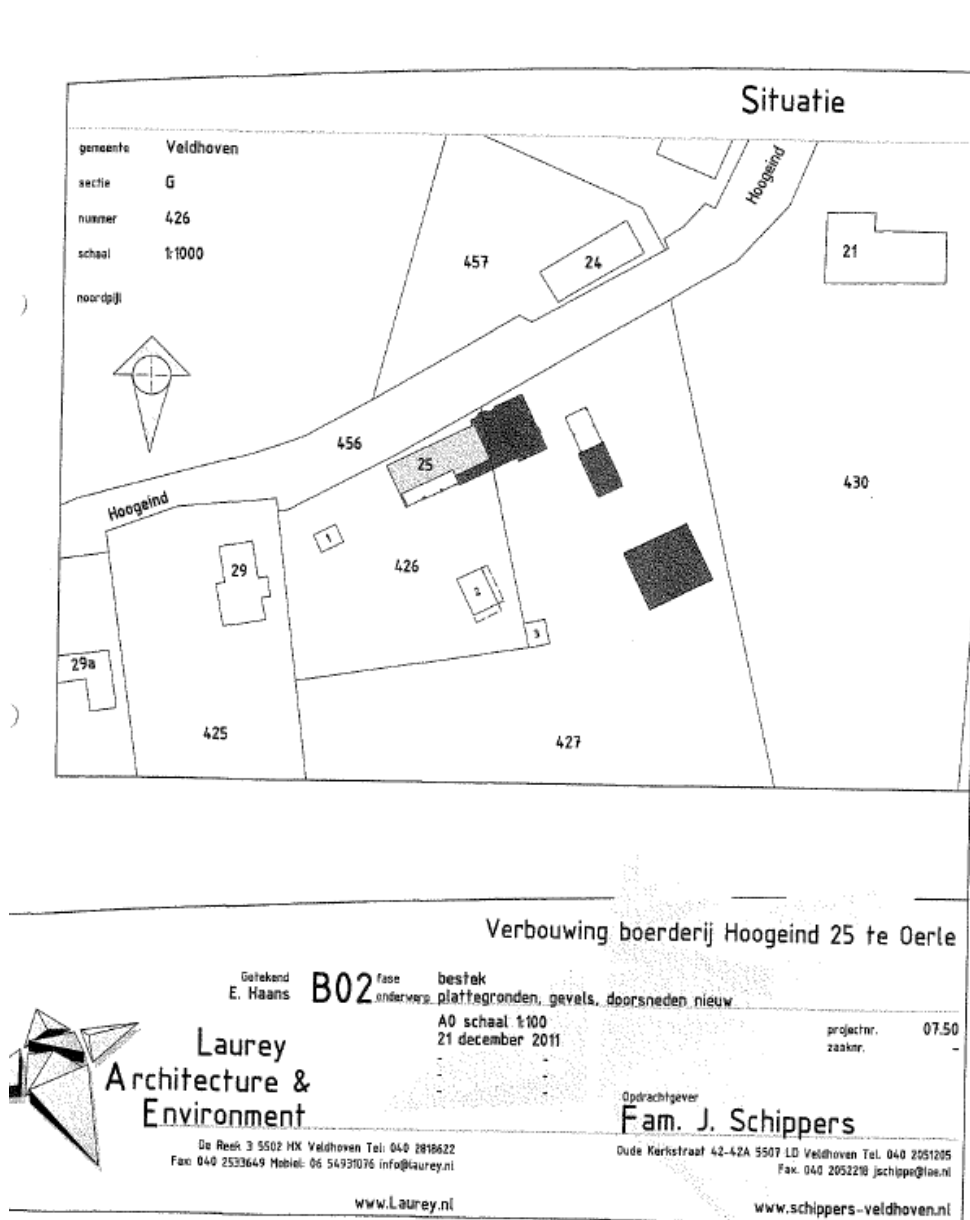 Situatie
gemeente Veldhoven
sectie G
nummer 426
schaal 1:1000
noordpijl
Hoogeind
21
457
24
456
25
430
Hoogeind
1
29
426
2
3
29a
425
427
Verbouwing boerderij Hoogeind 25 te Oerle
Getekend
E. Haans
B02
fase bestek
onderwerp plattegronden, gevels, doorsneden nieuw
A0 schaal 1:100
21 december 2011
- -
- -
- -
projectnr. 07.50
zaaknr. -
Laurey
Architecture &
Environment
De Reek 3 5502 HX Veldhoven Tel: 040 2818622
Fax: 040 2533649 Mobiel: 06 54931076 info@laurey.nl
www.Laurey.nl
Opdrachtgever
Fam. J. Schippers
Oude Kerkstraat 42-42A 5507 LD Veldhoven Tel. 040 2051205
Fax. 040 2052218 jschippe@iae.nl
www.schippers-veldhoven.nl